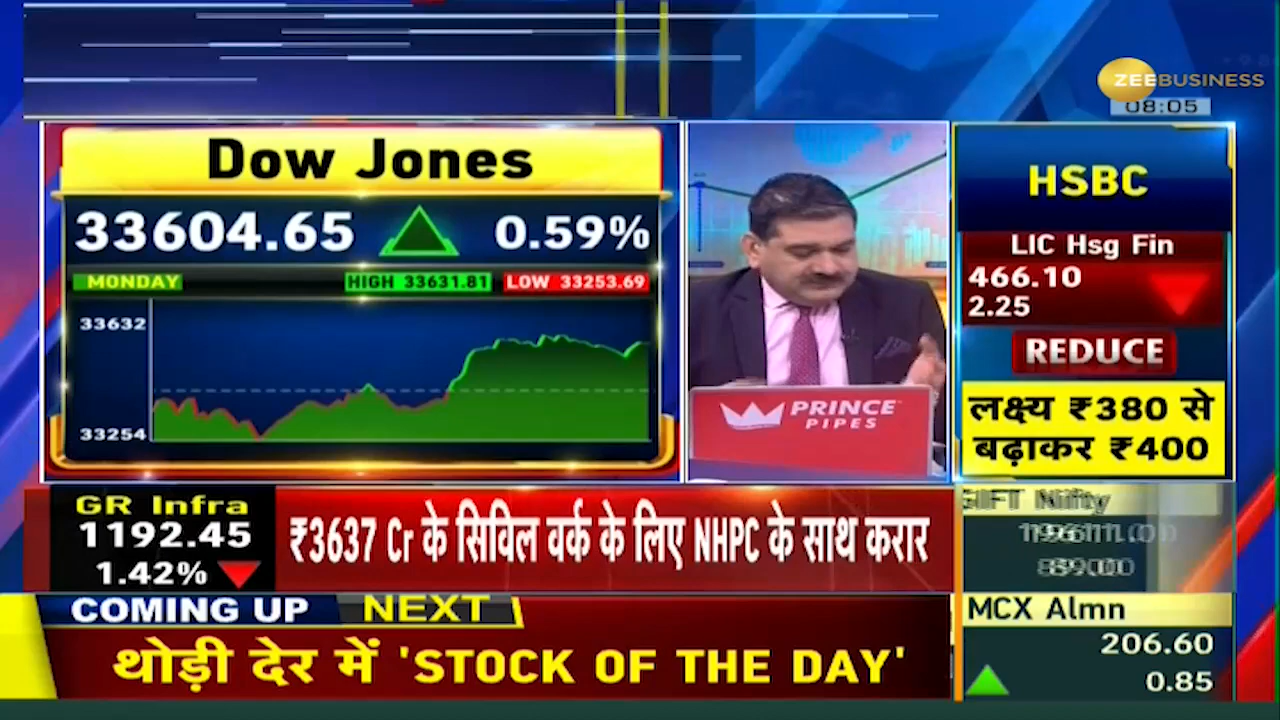 ZEEBUSINESS
08:05
Dow Jones
33604.65 0.59%
MONDAY HIGH 33631.81 LOW 33253.69
33632
33254
PRINCE
PIPES
HSBC
LIC Hsg Fin
466.10
2.25
REDUCE
लक्ष्य ₹380 से
बढ़ाकर ₹400
GR Infra
1192.45
1.42%
₹3637 Cr के सिविल वर्क के लिए NHPC के साथ करार
GIFT Nifty
MCX Almn
206.60
0.85
COMING UP NEXT
थोड़ी देर में 'STOCK OF THE DAY'